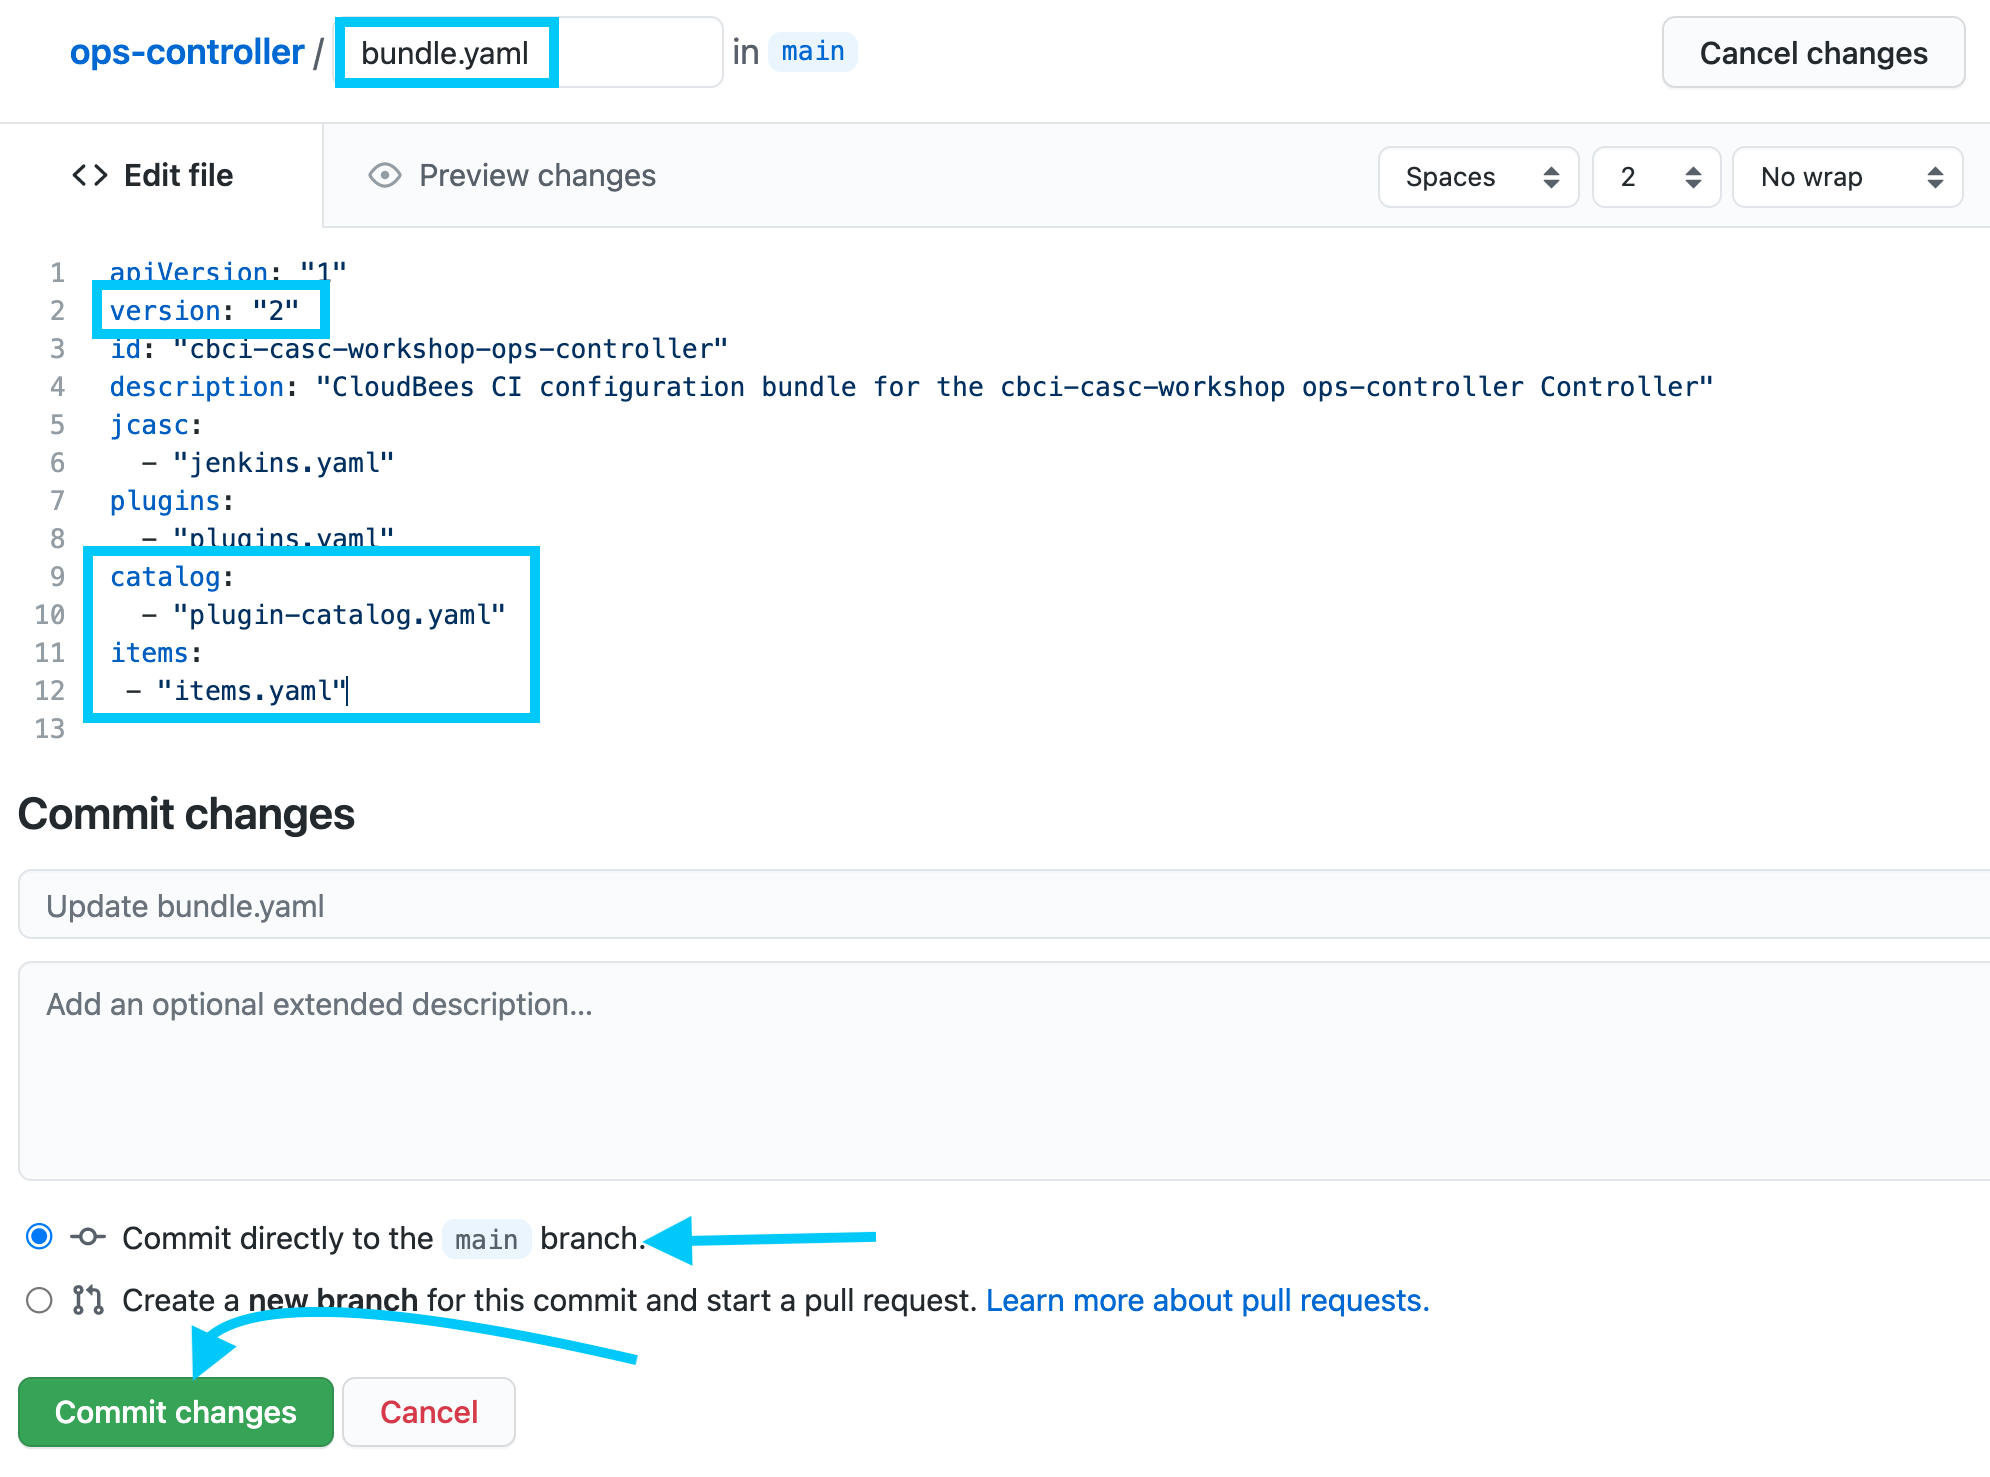 ops-controller / bundle.yaml in main Cancel changes
Edit file Preview changes Spaces 2 No wrap
1 apiVersion: "1"
2 version: "2"
3 id: "cbci-casc-workshop-ops-controller"
4 description: "CloudBees CI configuration bundle for the cbci-casc-workshop ops-controller Controller"
5 jcasc:
6   - "jenkins.yaml"
7 plugins:
8   - "plugins.yaml"
9 catalog:
10   - "plugin-catalog.yaml"
11 items:
12  - "items.yaml"
13
Commit changes
Update bundle.yaml
Add an optional extended description...
Commit directly to the main branch.
Create a new branch for this commit and start a pull request. Learn more about pull requests.
Commit changes Cancel